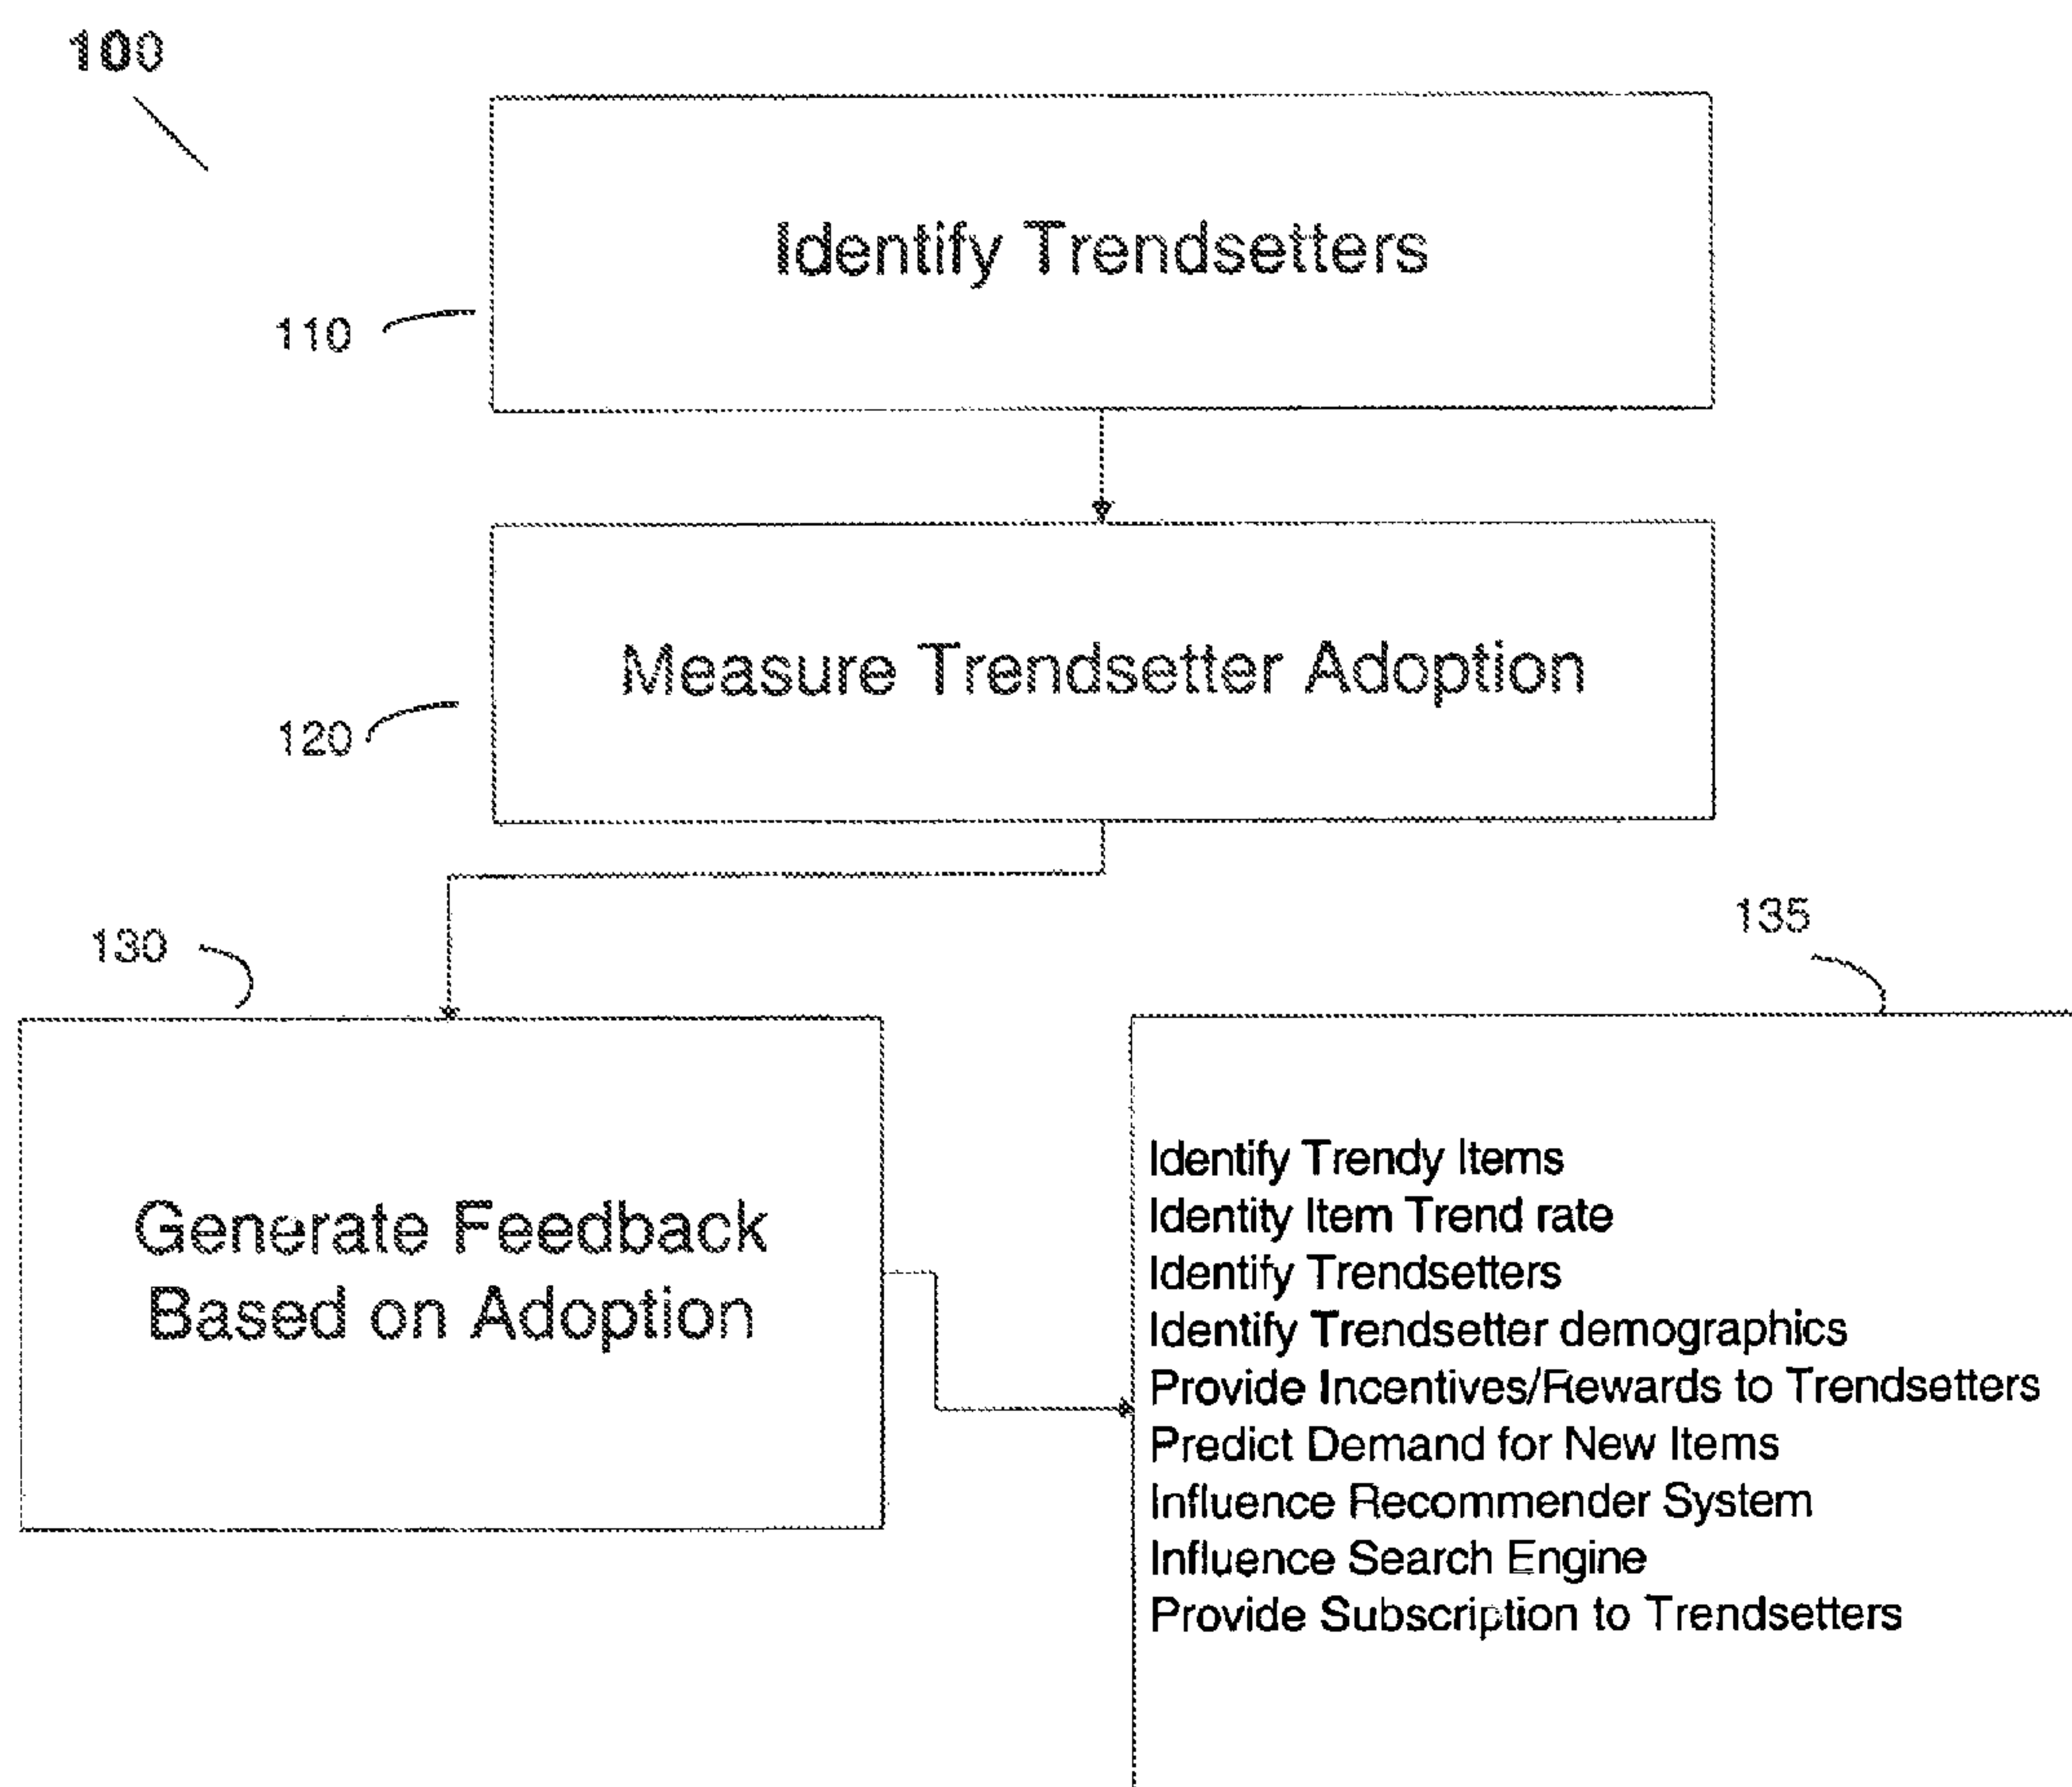 100
Identify Trendsetters
110
Measure Trendsetter Adoption
120
130
135
Generate Feedback
Based on Adoption
Identify Trendy Items
Identify Item Trend rate
Identify Trendsetters
Identify Trendsetter demographics
Provide Incentives/Rewards to Trendsetters
Predict Demand for New Items
Influence Recommender System
Influence Search Engine
Provide Subscription to Trendsetters